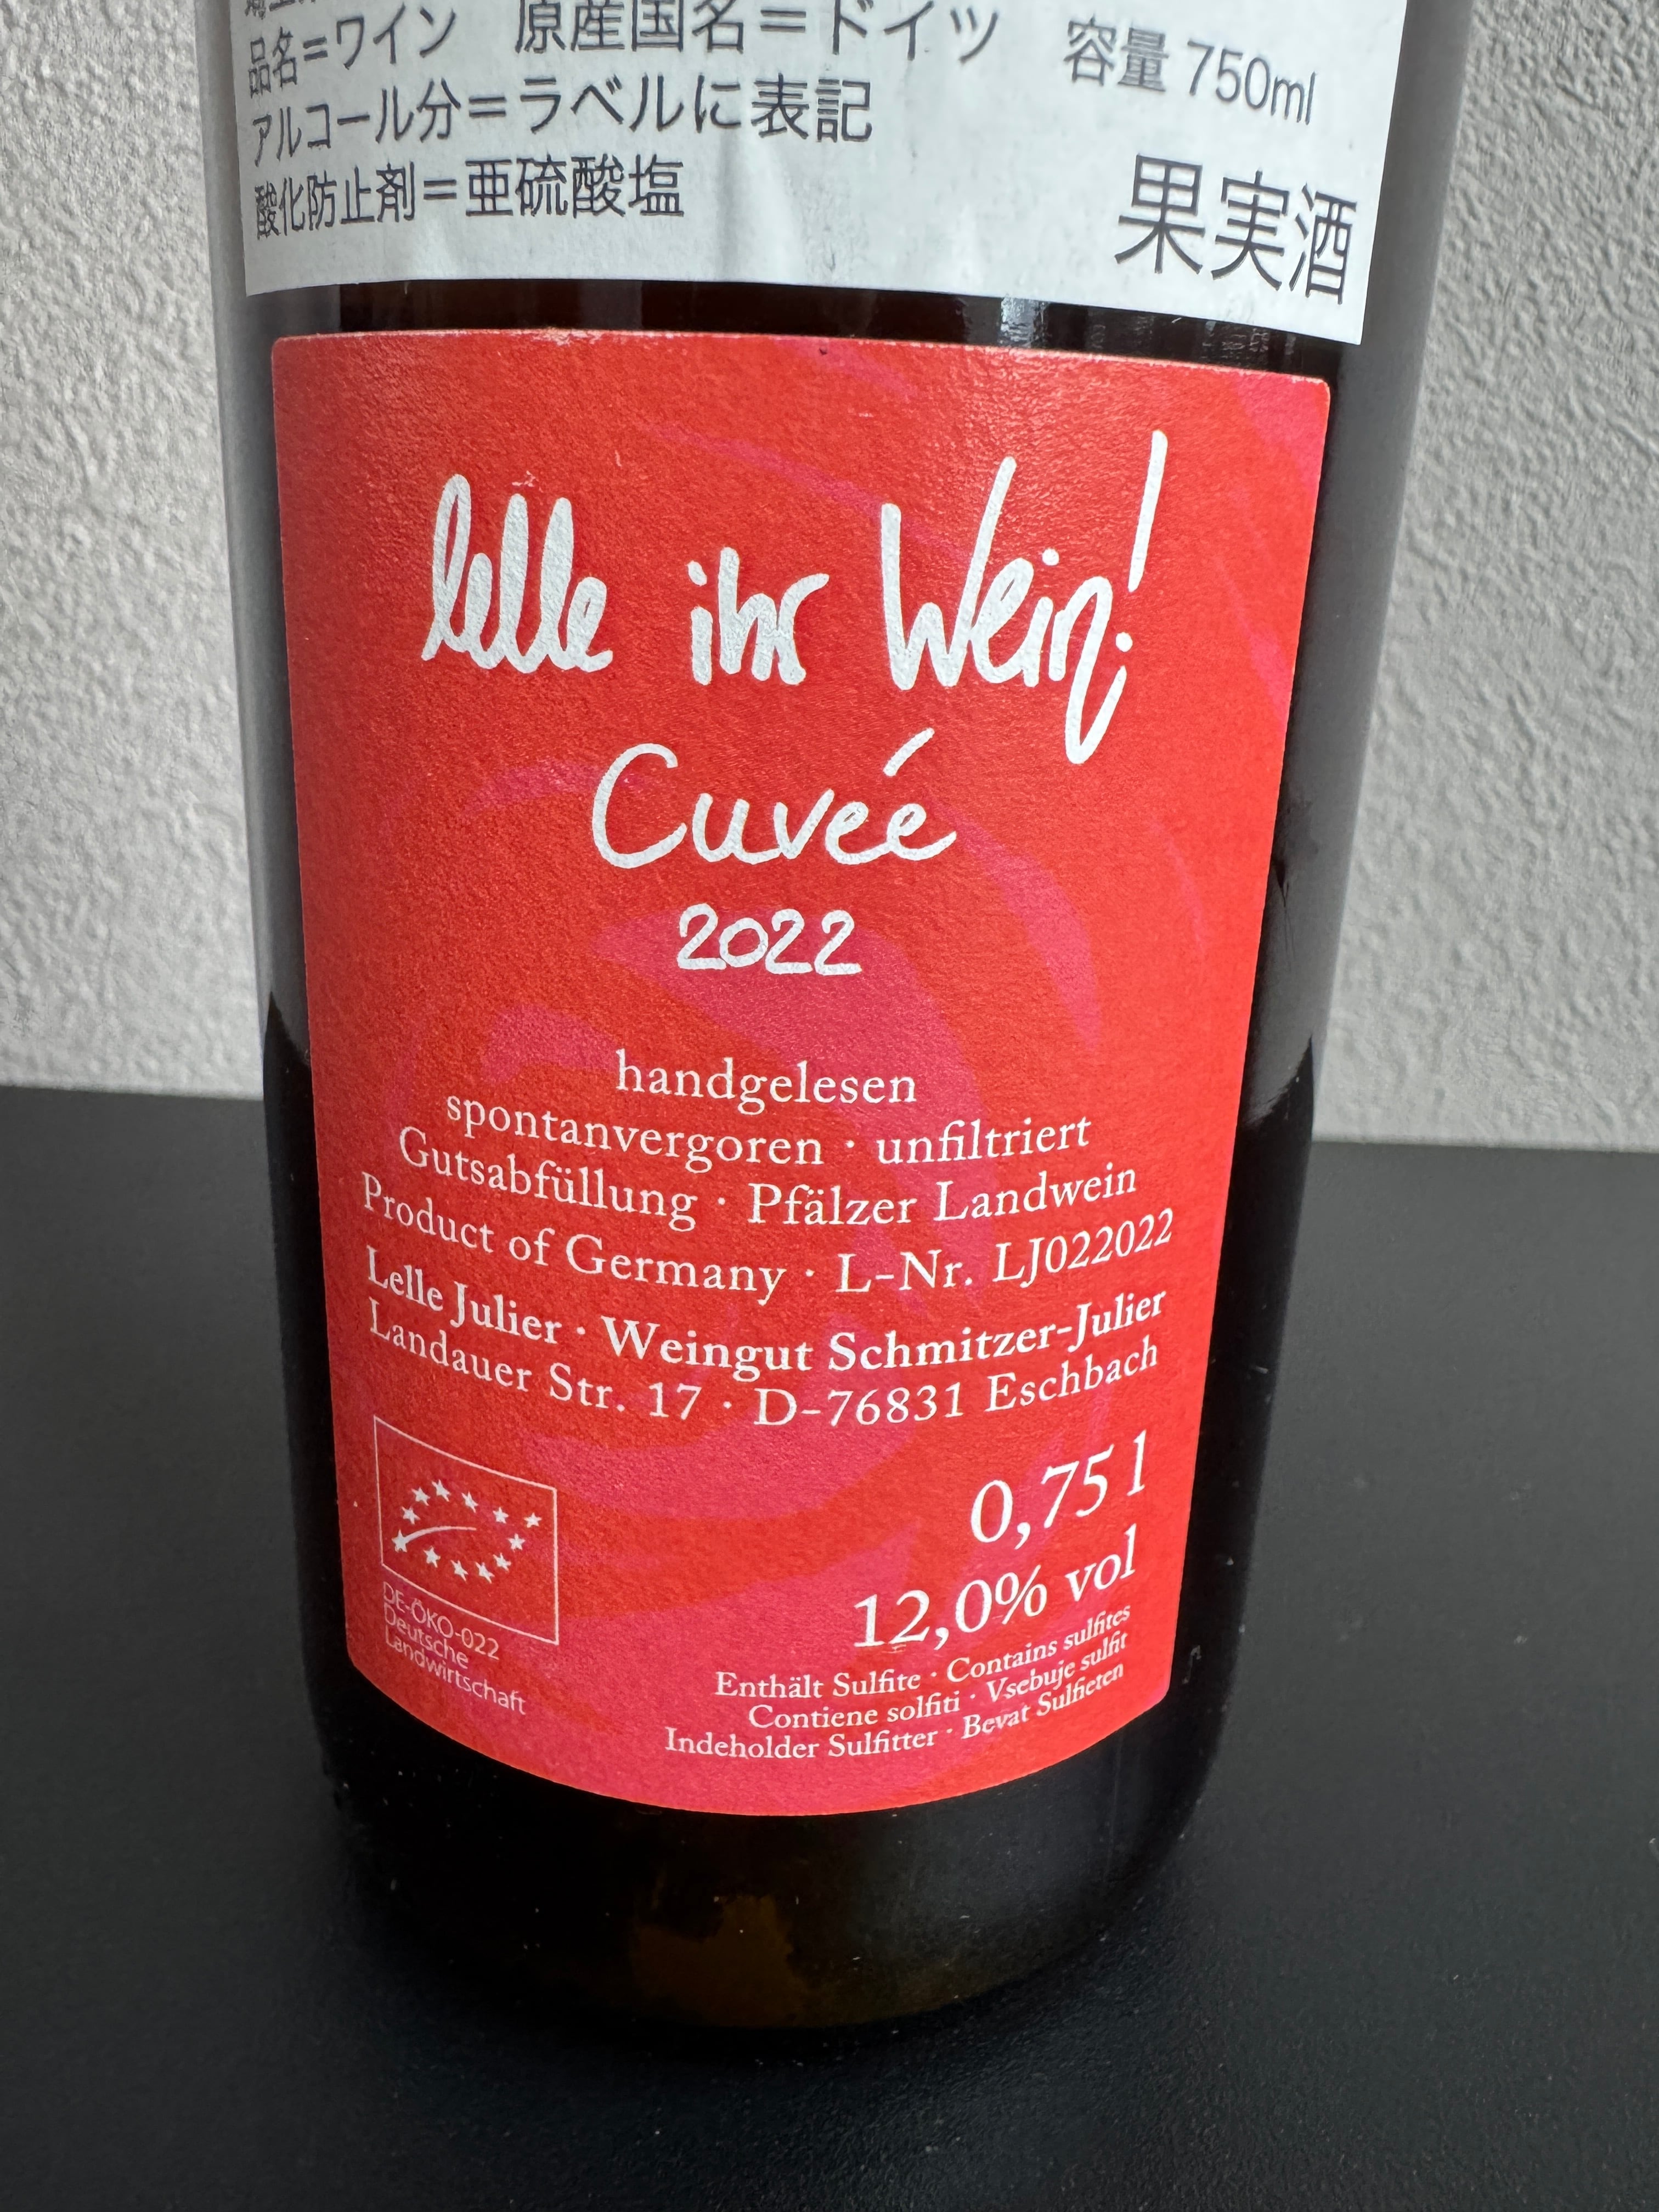 品名=ワイン 原産国名=ドイツ 容量 750ml
アルコール分=ラベルに表記
酸化防止剤=亜硫酸塩
果実酒
lelle ihr Wein!
Cuveé
2022
handgelesen
spontanvergoren · unfiltriert
Gutsabfüllung · Pfälzer Landwein
Product of Germany · L-Nr. LJ022022
Lelle Julier · Weingut Schmitzer-Julier
Landauer Str. 17 · D-76831 Eschbach
0,75 l
12,0% vol
DE-ÖKO-022
Deutsche
Landwirtschaft
Enthält Sulfite · Contains sulfites
Contiene solfiti · Vsebuje sulfit
Indeholder Sulfitter · Bevat Sulfieten